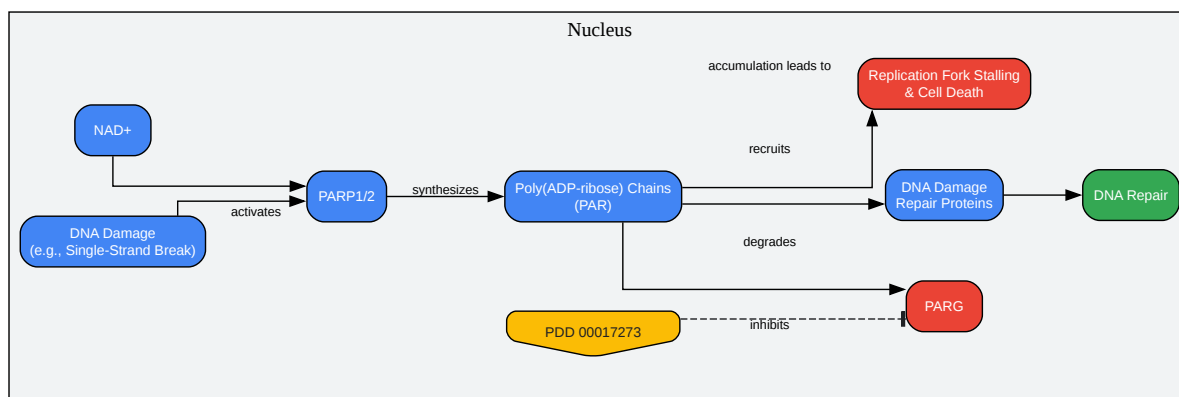 Nucleus
accumulation leads to
Replication Fork Stalling
& Cell Death
NAD+
recruits
PARP1/2
synthesizes
Poly(ADP-ribose) Chains
(PAR)
DNA Damage
Repair Proteins
DNA Repair
activates
DNA Damage
(e.g., Single-Strand Break)
degrades
PARG
PDD 00017273
inhibits